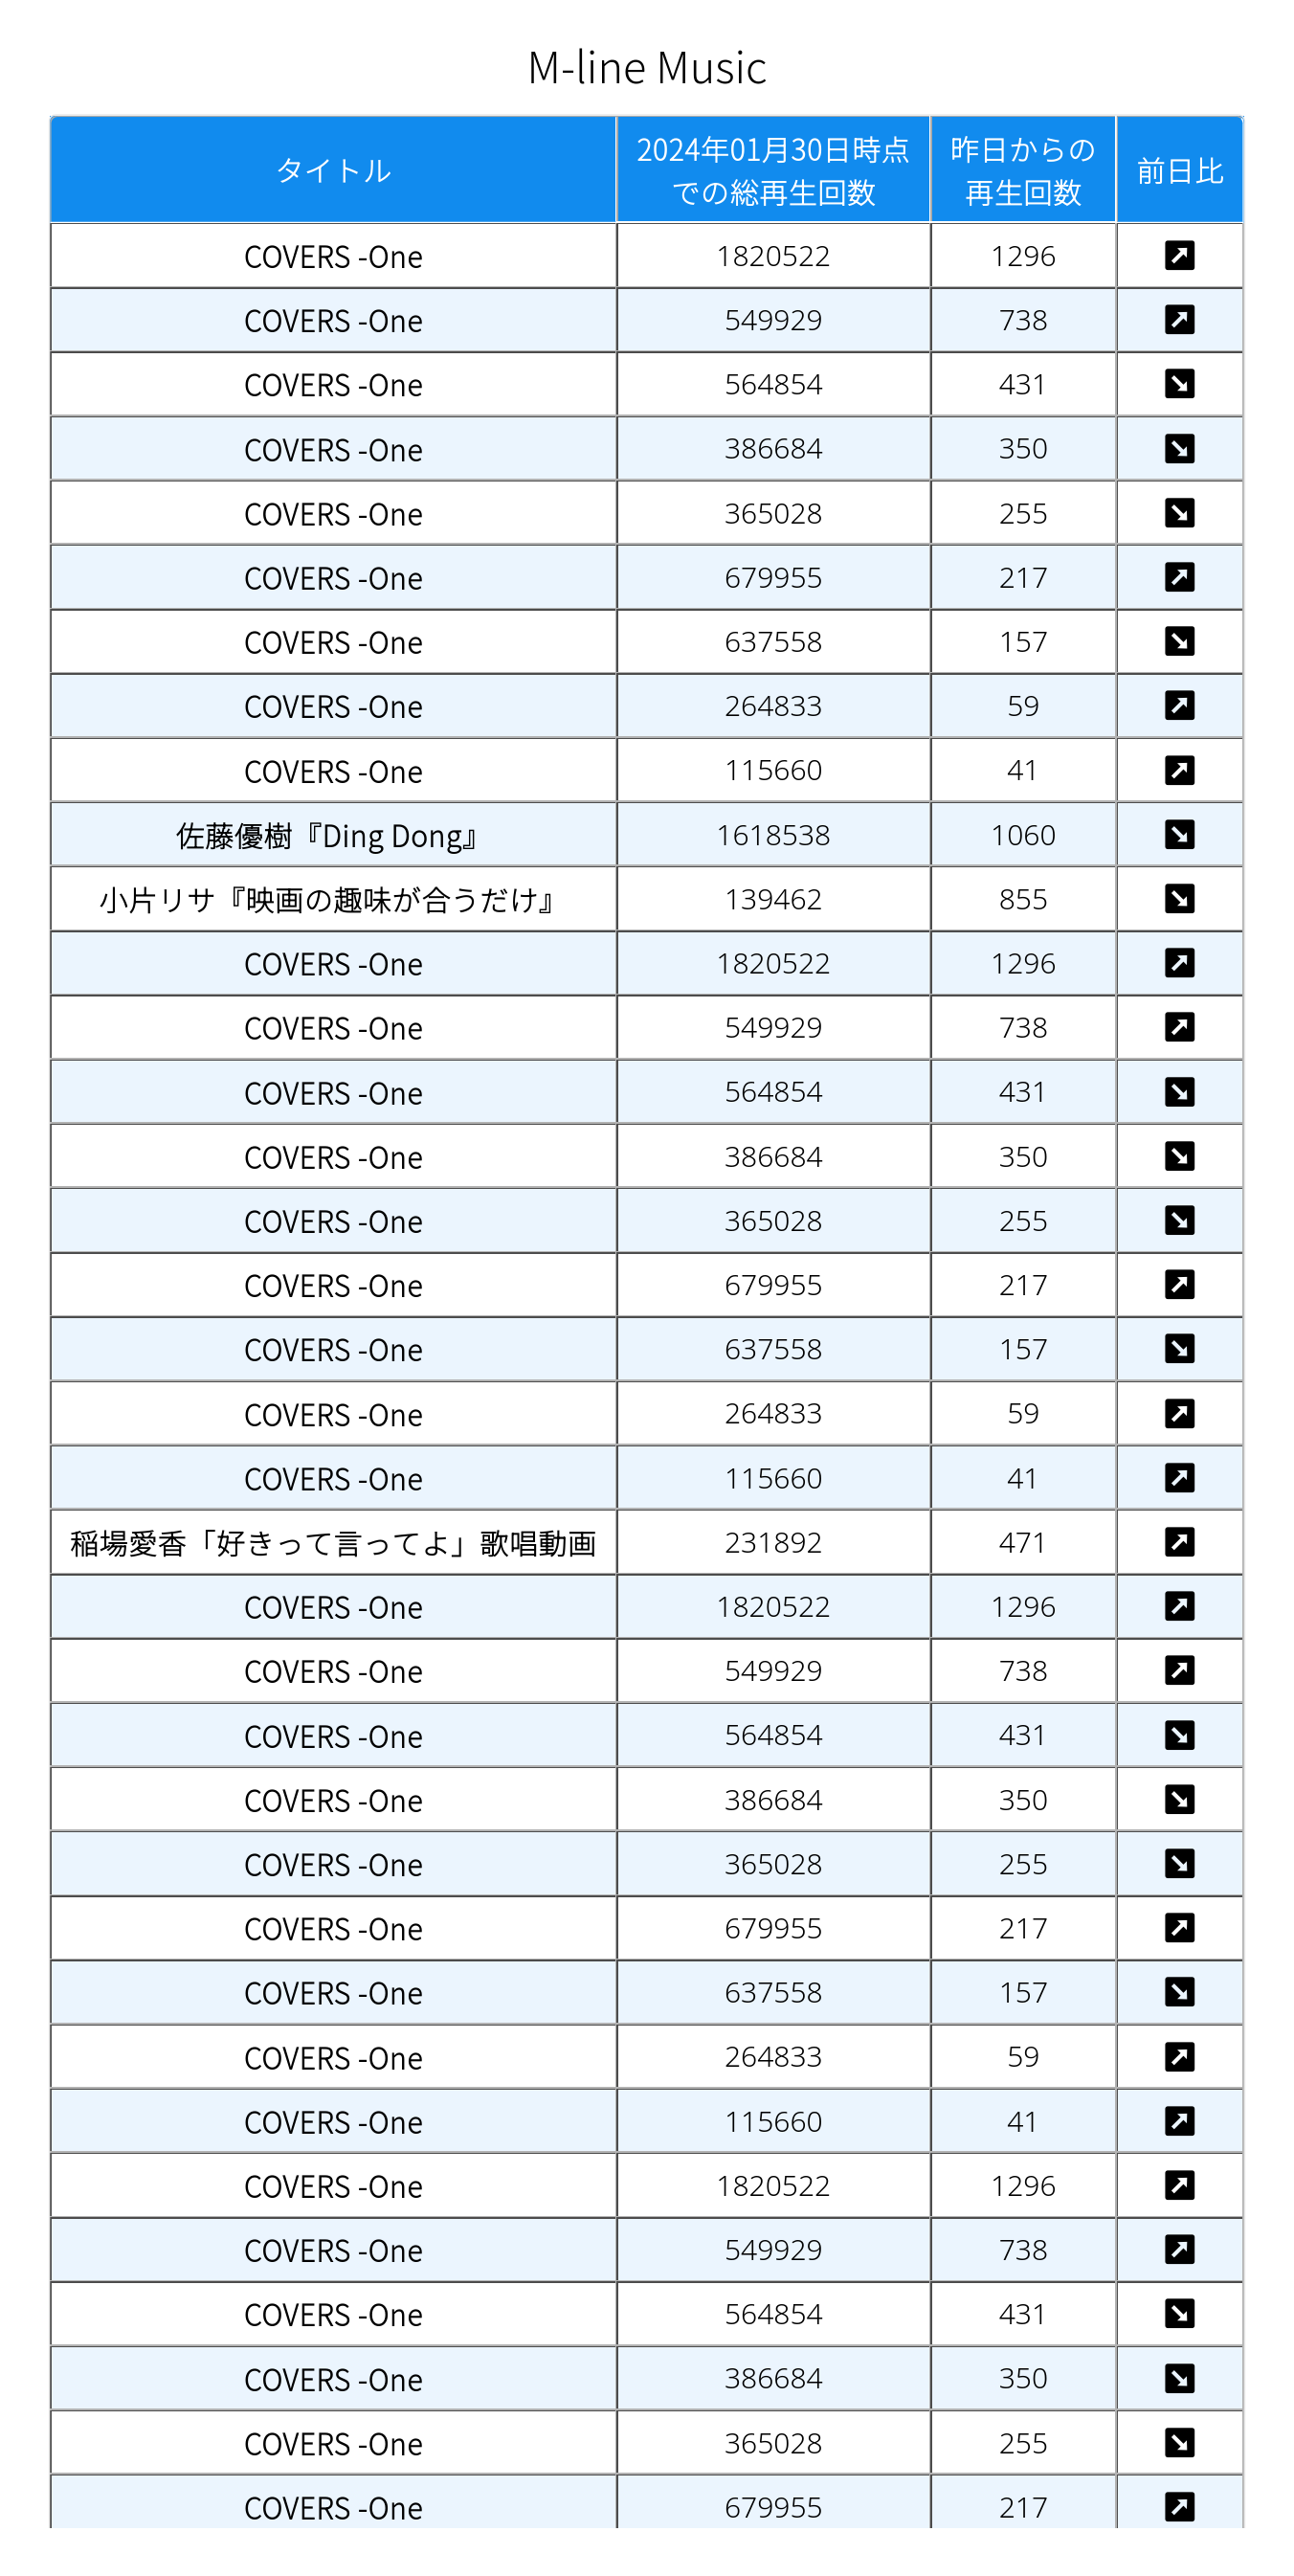 M-line Music
タイトル 2024年01月30日時点での総再生回数 昨日からの再生回数 前日比
COVERS -One 1820522 1296 ↗
COVERS -One 549929 738 ↗
COVERS -One 564854 431 ↘
COVERS -One 386684 350 ↘
COVERS -One 365028 255 ↘
COVERS -One 679955 217 ↗
COVERS -One 637558 157 ↘
COVERS -One 264833 59 ↗
COVERS -One 115660 41 ↗
佐藤優樹『Ding Dong』 1618538 1060 ↘
小片リサ『映画の趣味が合うだけ』 139462 855 ↘
COVERS -One 1820522 1296 ↗
COVERS -One 549929 738 ↗
COVERS -One 564854 431 ↘
COVERS -One 386684 350 ↘
COVERS -One 365028 255 ↘
COVERS -One 679955 217 ↗
COVERS -One 637558 157 ↘
COVERS -One 264833 59 ↗
COVERS -One 115660 41 ↗
稲場愛香「好きって言ってよ」歌唱動画 231892 471 ↗
COVERS -One 1820522 1296 ↗
COVERS -One 549929 738 ↗
COVERS -One 564854 431 ↘
COVERS -One 386684 350 ↘
COVERS -One 365028 255 ↘
COVERS -One 679955 217 ↗
COVERS -One 637558 157 ↘
COVERS -One 264833 59 ↗
COVERS -One 115660 41 ↗
COVERS -One 1820522 1296 ↗
COVERS -One 549929 738 ↗
COVERS -One 564854 431 ↘
COVERS -One 386684 350 ↘
COVERS -One 365028 255 ↘
COVERS -One 679955 217 ↗